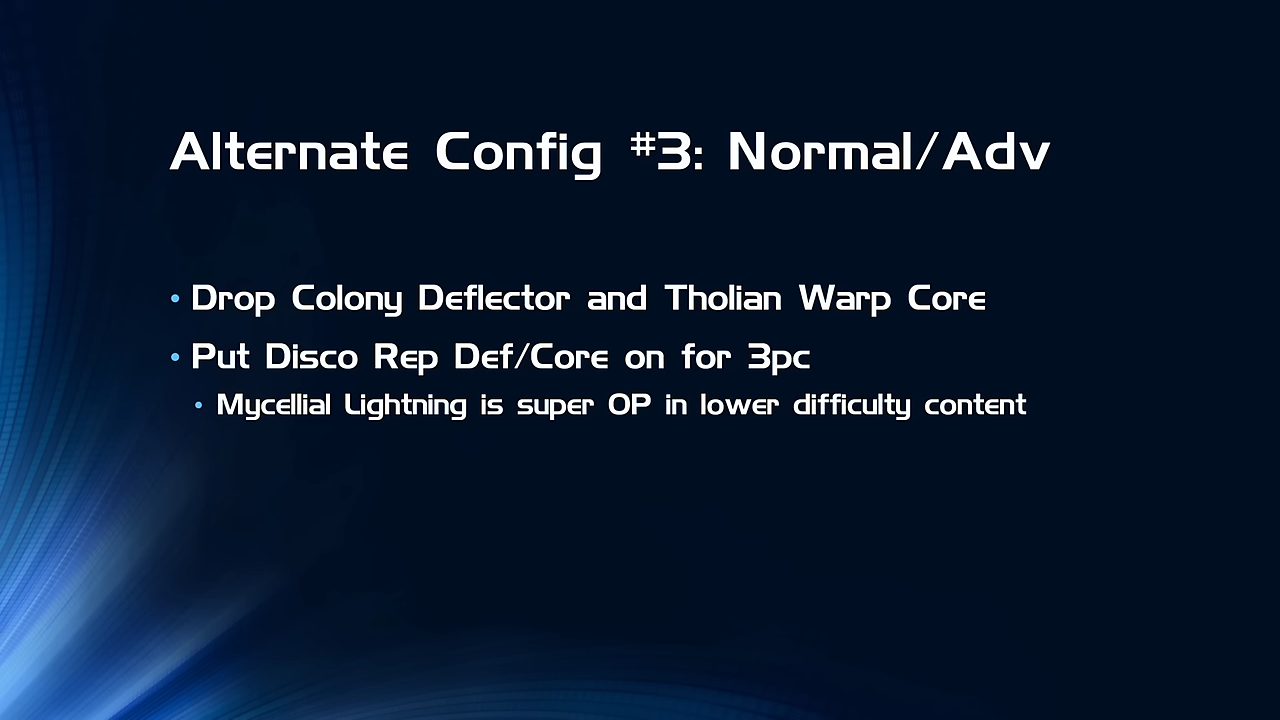 Alternate Config #3: Normal/Adv
• Drop Colony Deflector and Tholian Warp Core
• Put Disco Rep Def/Core on for 3pc
• Mycellial Lightning is super OP in lower difficulty content